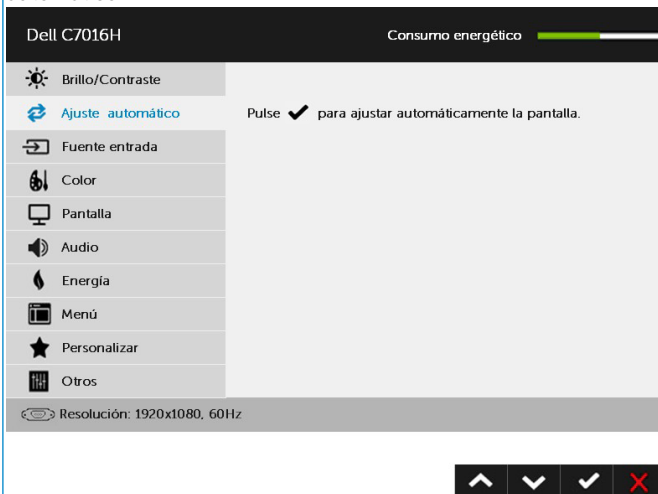 Dell C7016H
Consumo energético
Brillo/Contraste
Ajuste automático
Pulse para ajustar automáticamente la pantalla.
Fuente entrada
Color
Pantalla
Audio
Energía
Menú
Personalizar
Otros
Resolución: 1920x1080, 60Hz